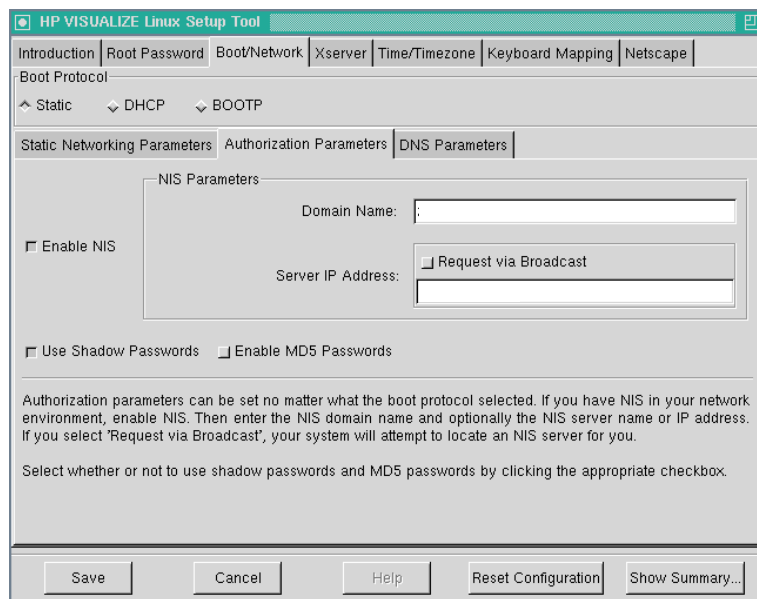 HP VISUALIZE Linux Setup Tool
Introduction Root Password Boot/Network Xserver Time/Timezone Keyboard Mapping Netscape
Boot Protocol
Static DHCP BOOTP
Static Networking Parameters Authorization Parameters DNS Parameters
NIS Parameters
Domain Name: :
Enable NIS
Request via Broadcast
Server IP Address:
Use Shadow Passwords Enable MD5 Passwords
Authorization parameters can be set no matter what the boot protocol selected. If you have NIS in your network
environment, enable NIS. Then enter the NIS domain name and optionally the NIS server name or IP address.
If you select 'Request via Broadcast', your system will attempt to locate an NIS server for you.
Select whether or not to use shadow passwords and MD5 passwords by clicking the appropriate checkbox.
Save Cancel Help Reset Configuration Show Summary...